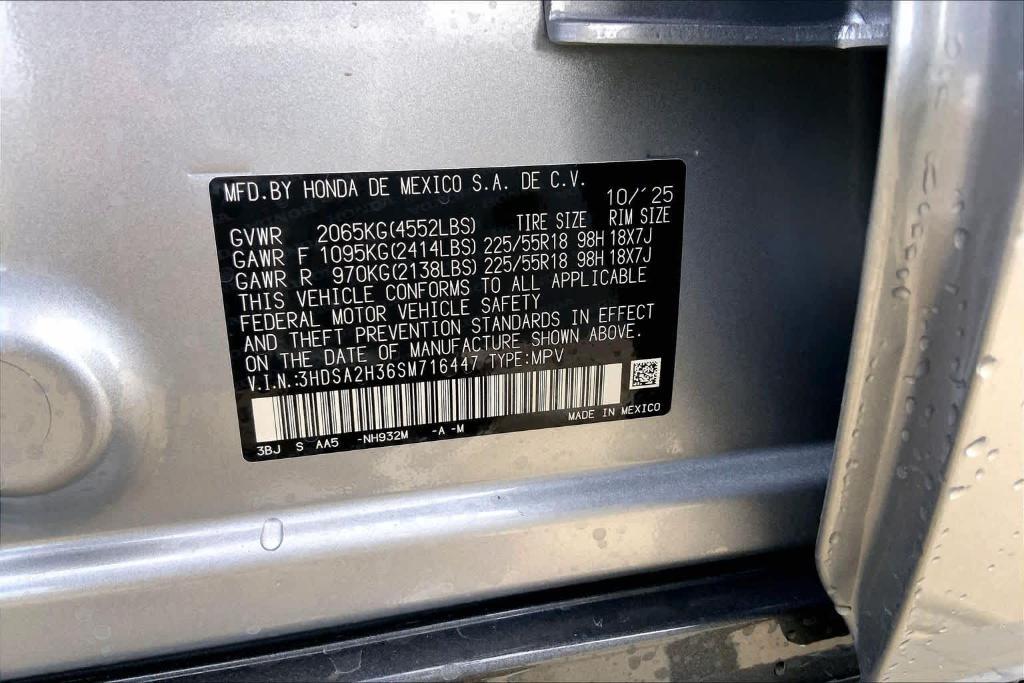 MFD.BY HONDA DE MEXICO S.A. DE C.V.
10/'25
GVWR 2065KG(4552LBS) TIRE SIZE RIM SIZE
GAWR F 1095KG(2414LBS) 225/55R18 98H 18X7J
GAWR R 970KG(2138LBS) 225/55R18 98H 18X7J
THIS VEHICLE CONFORMS TO ALL APPLICABLE
FEDERAL MOTOR VEHICLE SAFETY
AND THEFT PREVENTION STANDARDS IN EFFECT
ON THE DATE OF MANUFACTURE SHOWN ABOVE.
V.I.N.:3HDSA2H36SM716447 TYPE:MPV
MADE IN MEXICO
3BJ S AA5 -NH932M -A -M